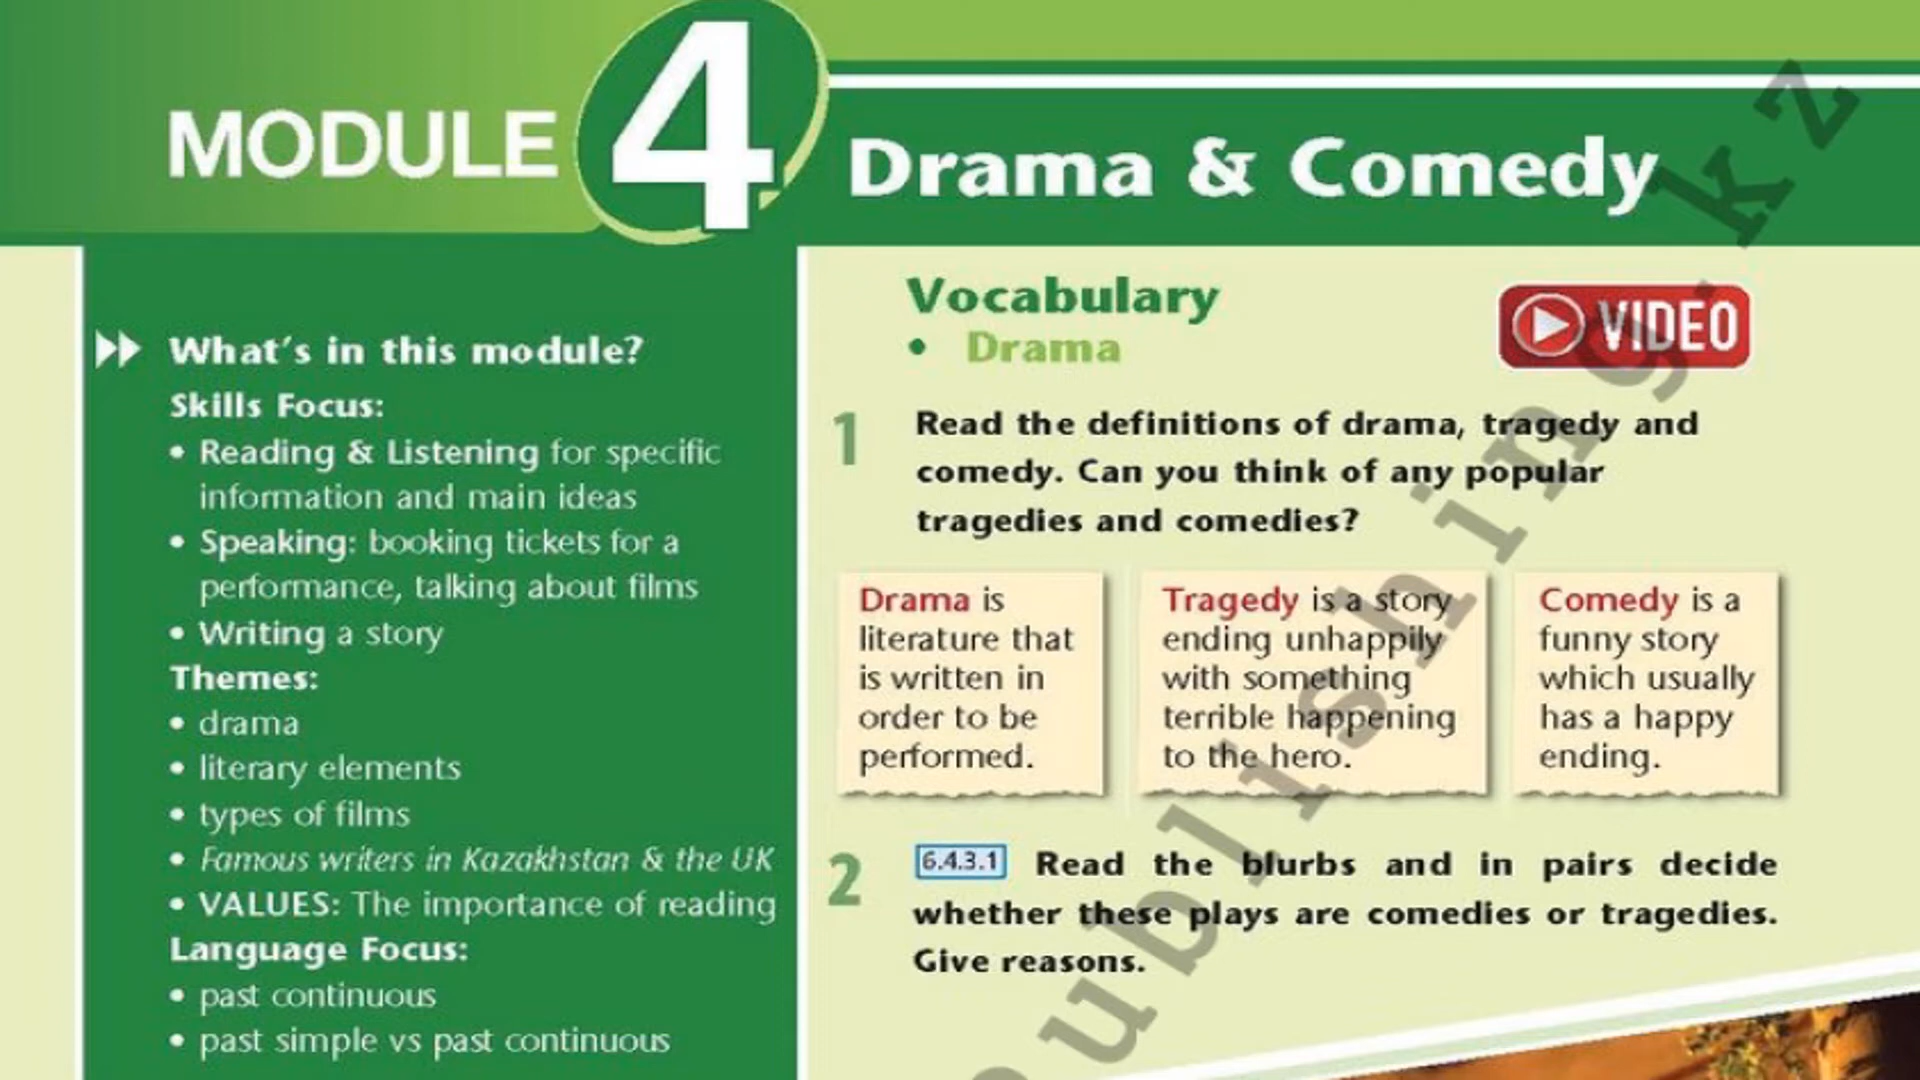 MODULE 4 Drama & Comedy
What's in this module?
Skills Focus:
• Reading & Listening for specific
information and main ideas
• Speaking: booking tickets for a
performance, talking about films
• Writing a story
Themes:
• drama
• literary elements
• types of films
• Famous writers in Kazakhstan & the UK
• VALUES: The importance of reading
Language Focus:
• past continuous
• past simple vs past continuous
Vocabulary
• Drama
VIDEO
1 Read the definitions of drama, tragedy and
comedy. Can you think of any popular
tragedies and comedies?
Drama is
literature that
is written in
order to be
performed.
Tragedy is a story
ending unhappily
with something
terrible happening
to the hero.
Comedy is a
funny story
which usually
has a happy
ending.
2 6.4.3.1 Read the blurbs and in pairs decide
whether these plays are comedies or tragedies.
Give reasons.
ublishing.kz